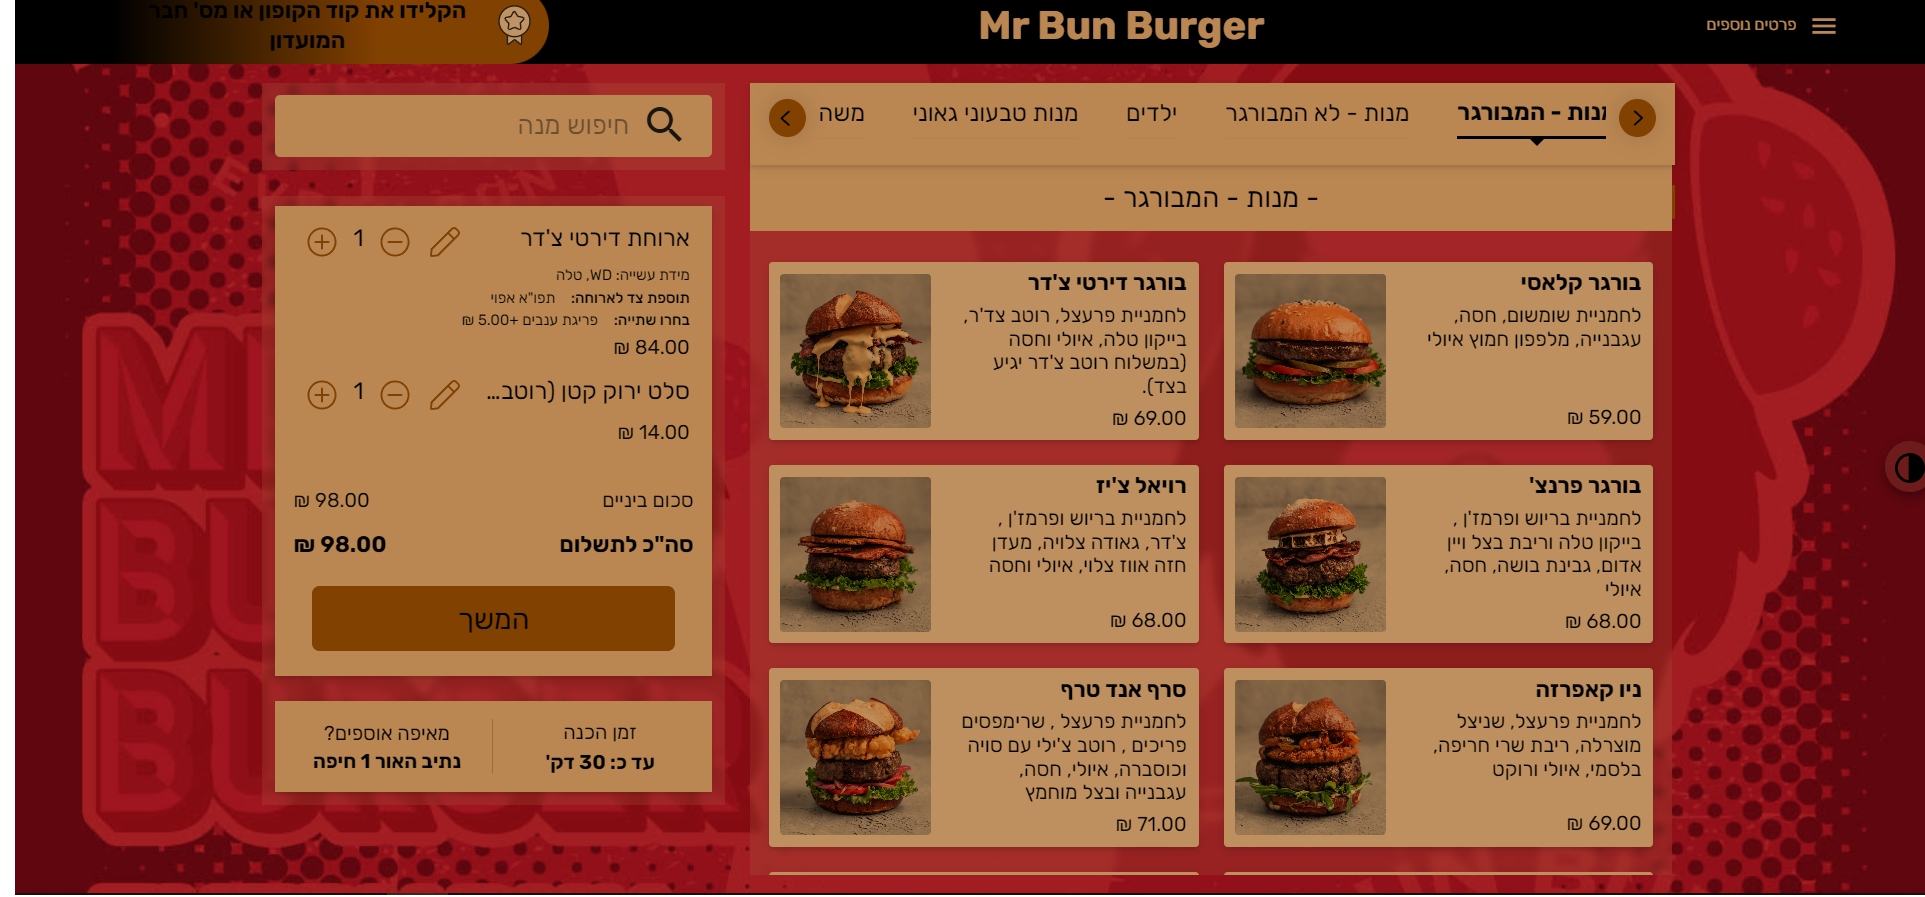 פרטים נוספים
Mr Bun Burger
הקלידו את קוד הקופון או מס' חבר
המועדון
מנות - המבורגר
מנות - לא המבורגר
ילדים
מנות טבעוני גאוני
משה
- מנות - המבורגר -
בורגר קלאסי
לחמניית שומשום, חסה,
עגבנייה, מלפפון חמוץ איולי
59.00 ₪
בורגר דירטי צ'דר
לחמניית פרעצל, רוטב צד'ר,
בייקון טלה, איולי וחסה
(במשלוח רוטב צ'דר יגיע
בצד).
69.00 ₪
בורגר פרנצ'
לחמניית בריוש ופרמז'ן ,
בייקון טלה וריבת בצל ויין
אדום, גבינת בושה, חסה,
איולי
68.00 ₪
רויאל צ'יז
לחמניית בריוש ופרמז'ן ,
צ'דר, גאודה צלויה, מעדן
חזה אווז צלוי, איולי וחסה
68.00 ₪
ניו קאפרזה
לחמניית פרעצל, שניצל
מוצרלה, ריבת שרי חריפה,
בלסמי, איולי ורוקט
69.00 ₪
סרף אנד טרף
לחמניית פרעצל , שרימפסים
פריכים , רוטב צ'ילי עם סויה
וכוסברה, איולי, חסה,
עגבנייה ובצל מוחמץ
71.00 ₪
חיפוש מנה
ארוחת דירטי צ'דר
1
מידת עשייה: WD, טלה
תוספת צד לארוחה: תפו"א אפוי
בחרו שתייה: פריגת ענבים +5.00 ₪
84.00 ₪
סלט ירוק קטן (רוטב...
1
14.00 ₪
סכום ביניים 98.00 ₪
סה"כ לתשלום 98.00 ₪
המשך
זמן הכנה
עד כ: 30 דק'
מאיפה אוספים?
נתיב האור 1 חיפה
MR
BUN
BURGER